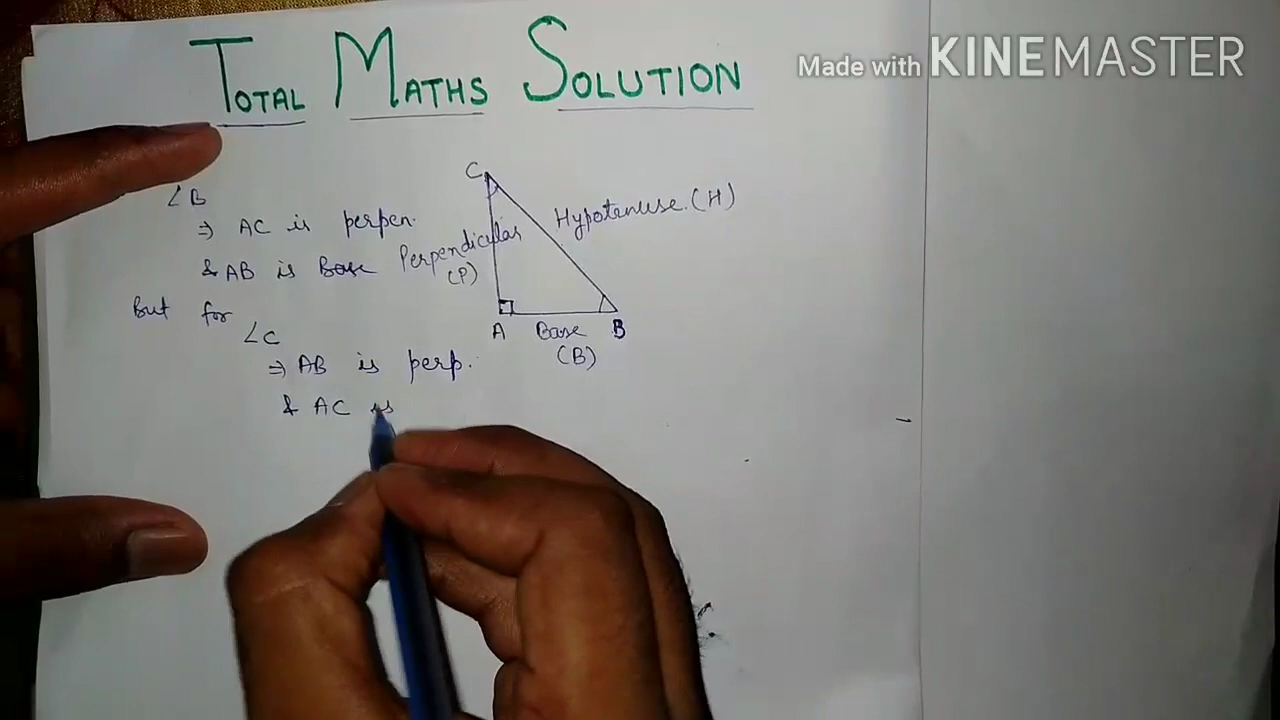 TOTAL MATHS SOLUTION
Made with KINEMASTER
∠B
⇒ AC is perpen.
& AB is Base
But for
∠C
⇒ AB is perp.
& AC is
C
Hypotenuse. (H)
Perpendicular
(P)
A Base B
(B)